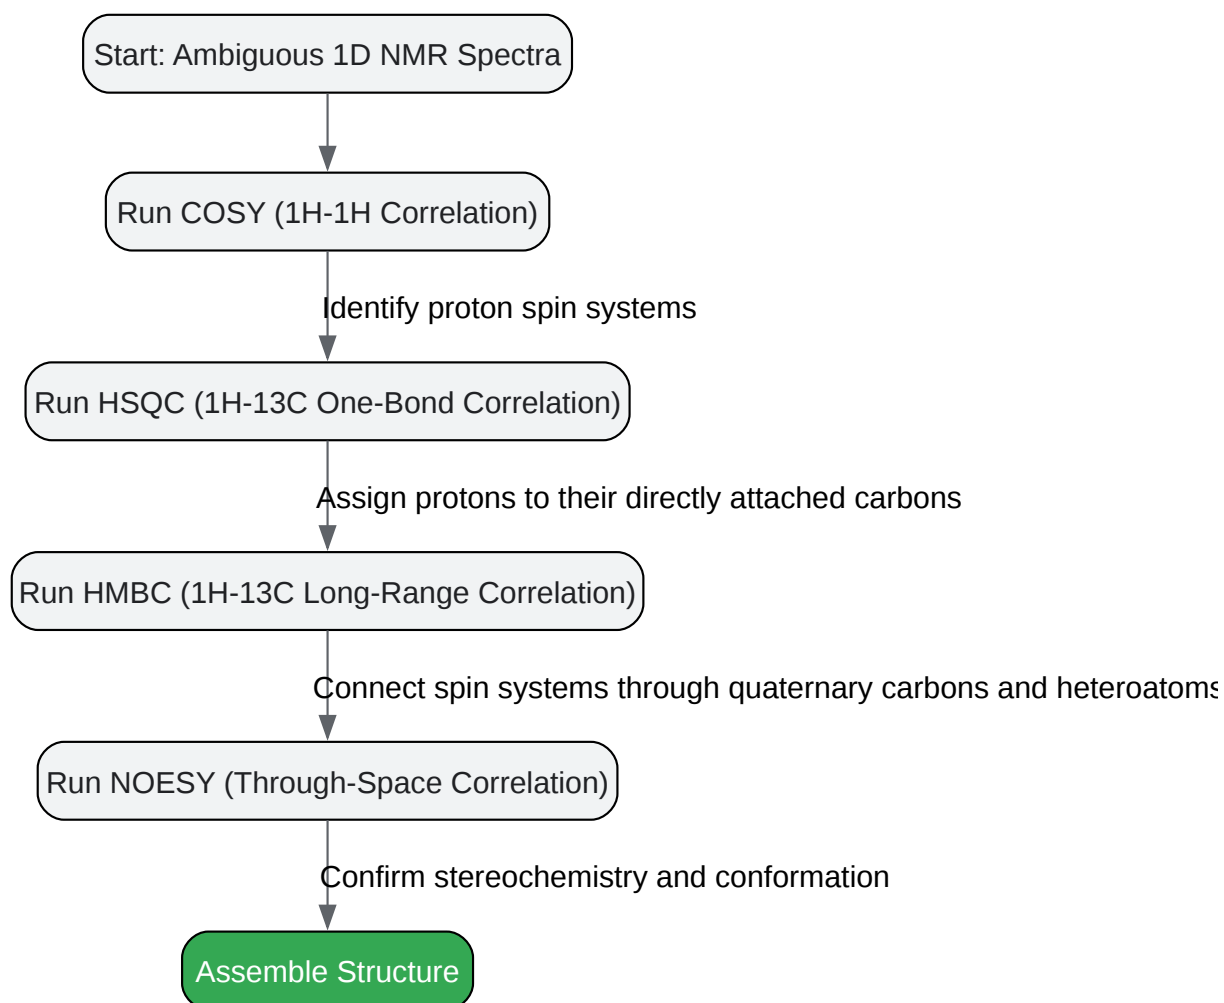 Start: Ambiguous 1D NMR Spectra
Run COSY (1H-1H Correlation)
Identify proton spin systems
Run HSQC (1H-13C One-Bond Correlation)
Assign protons to their directly attached carbons
Run HMBC (1H-13C Long-Range Correlation)
Connect spin systems through quaternary carbons and heteroatoms
Run NOESY (Through-Space Correlation)
Confirm stereochemistry and conformation
Assemble Structure